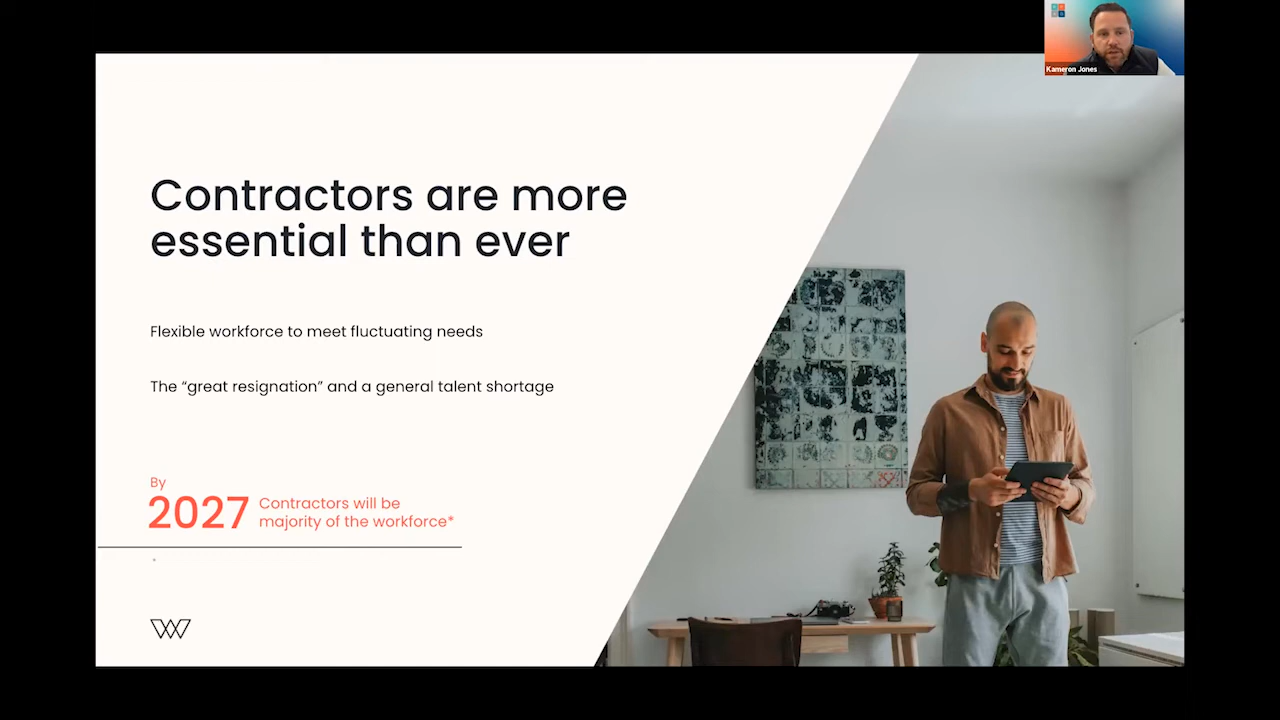 Kameron Jones
Contractors are more
essential than ever
Flexible workforce to meet fluctuating needs
The “great resignation” and a general talent shortage
By
2027
Contractors will be
majority of the workforce*
*